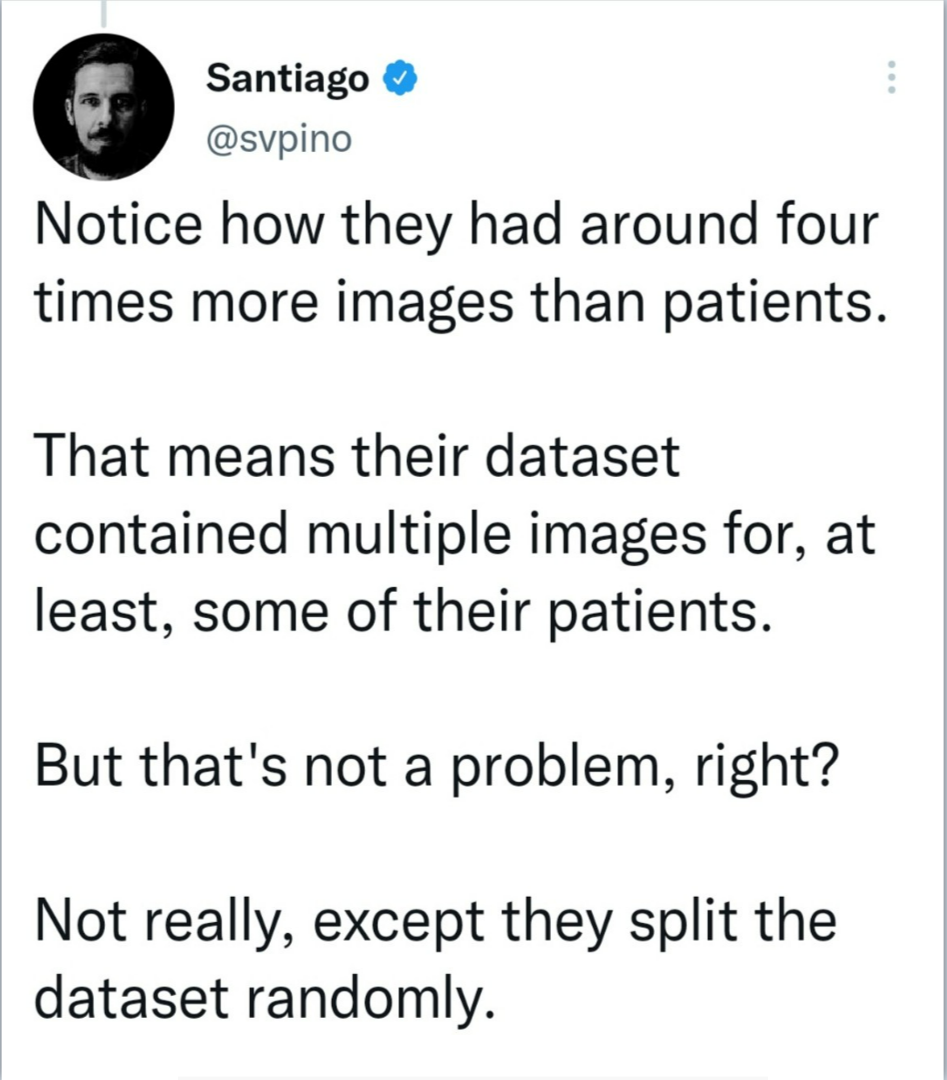 Santiago
@svpino
Notice how they had around four
times more images than patients.
That means their dataset
contained multiple images for, at
least, some of their patients.
But that's not a problem, right?
Not really, except they split the
dataset randomly.